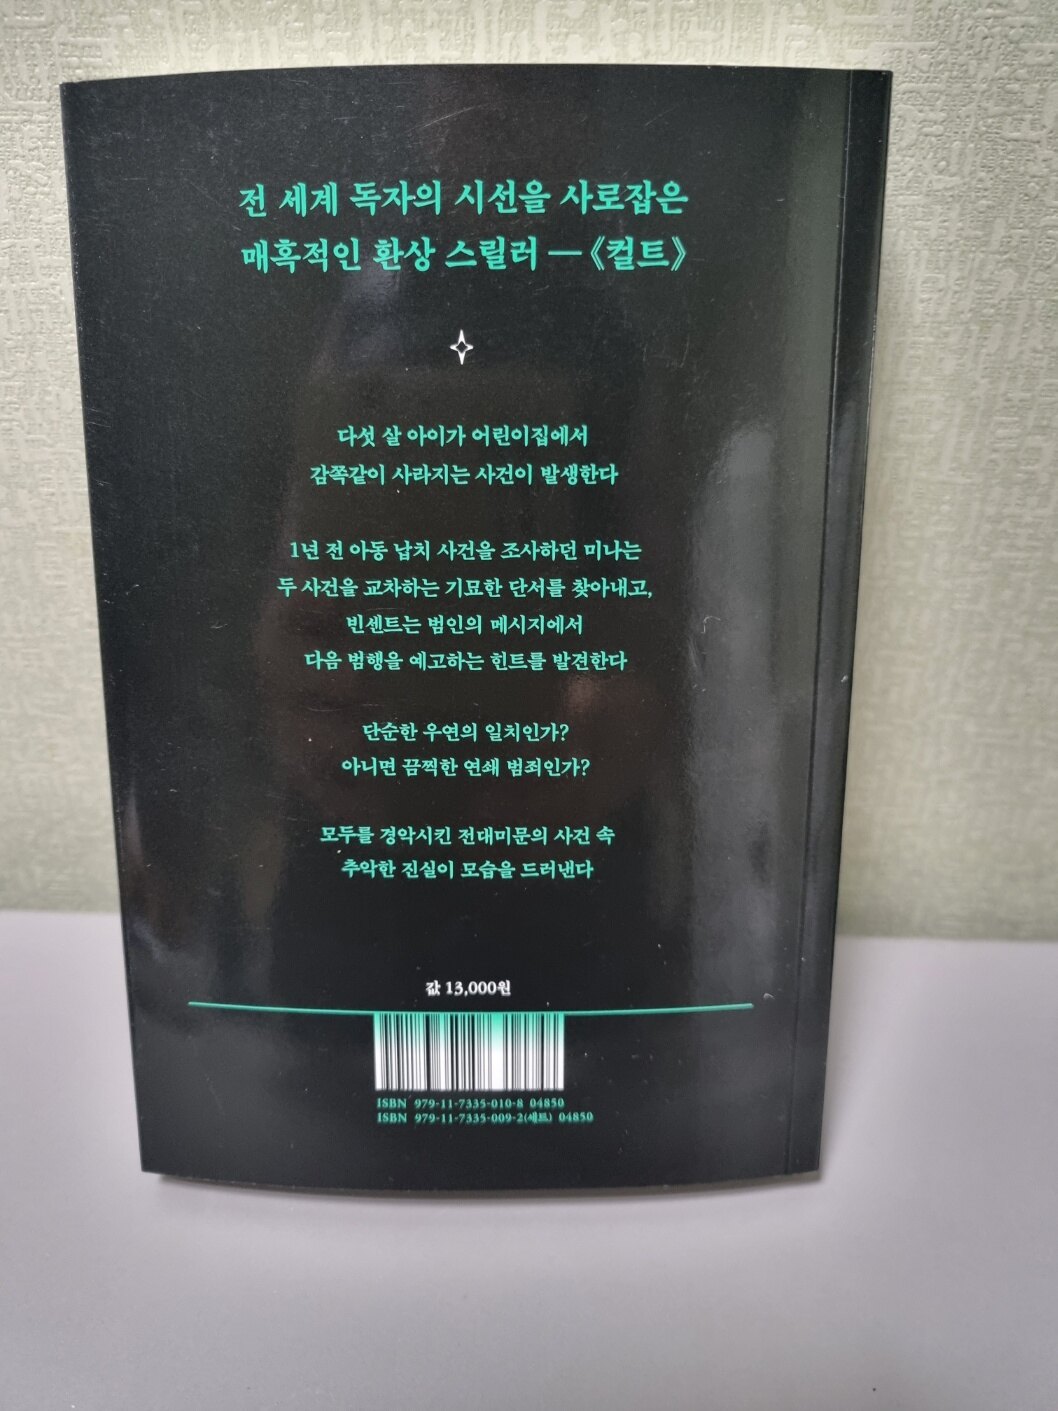 전 세계 독자의 시선을 사로잡은
매혹적인 환상 스릴러 ―《컬트》
다섯 살 아이가 어린이집에서
감쪽같이 사라지는 사건이 발생한다
1년 전 아동 납치 사건을 조사하던 미나는
두 사건을 교차하는 기묘한 단서를 찾아내고,
빈센트는 범인의 메시지에서
다음 범행을 예고하는 힌트를 발견한다
단순한 우연의 일치인가?
아니면 끔찍한 연쇄 범죄인가?
모두를 경악시킨 전대미문의 사건 속
추악한 진실이 모습을 드러낸다
값 13,000원
ISBN 979-11-7335-010-8 04850
ISBN 979-11-7335-009-2(세트) 04850